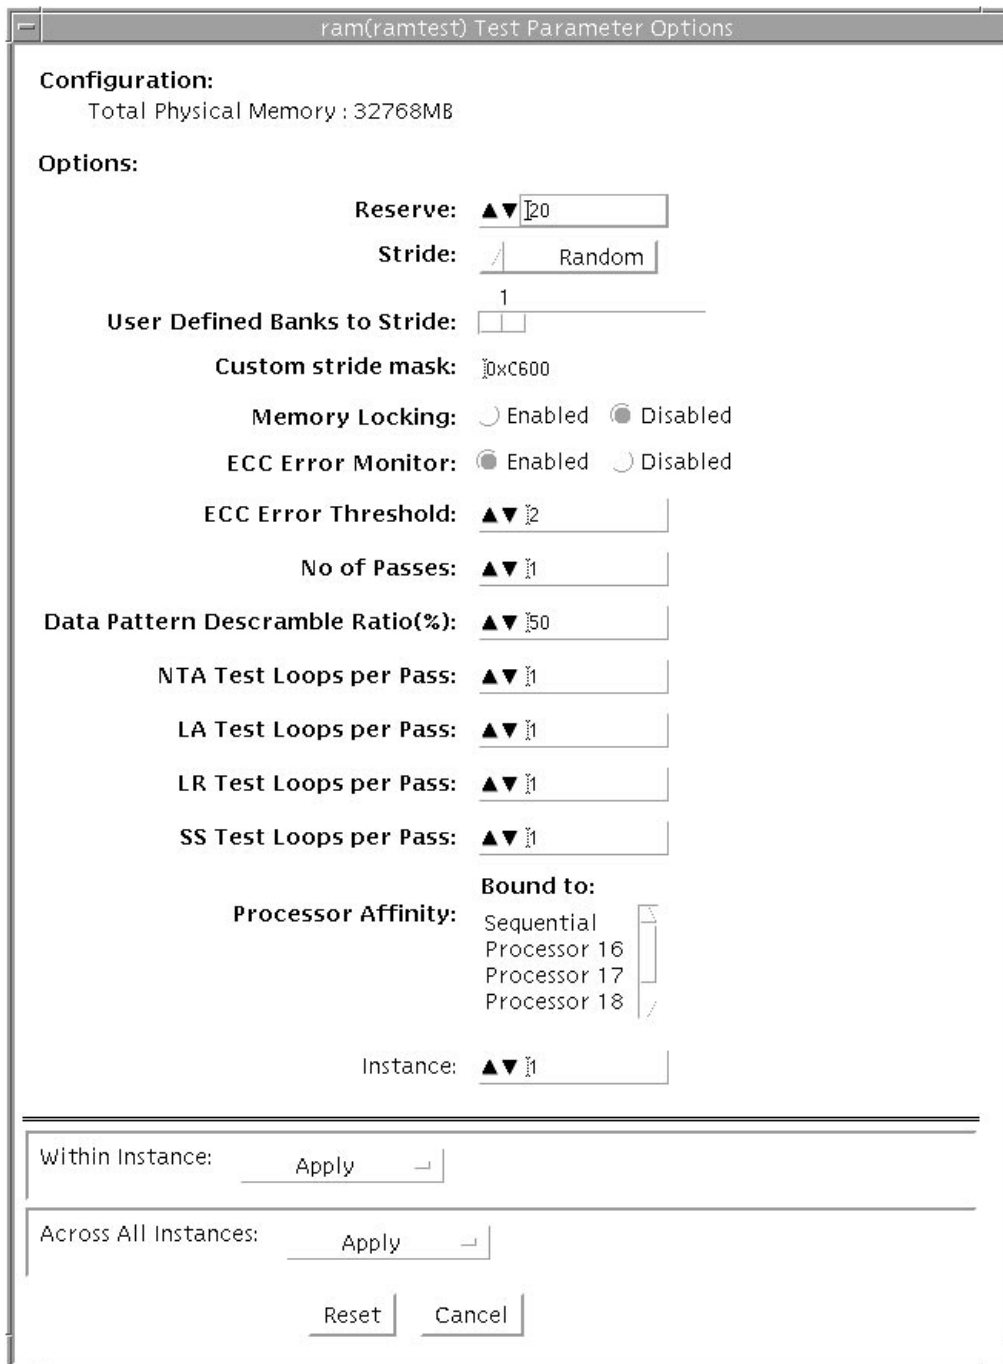 ram(ramtest) Test Parameter Options
Configuration:
Total Physical Memory : 32768MB
Options:
Reserve: 20
Stride: Random
1
User Defined Banks to Stride:
Custom stride mask: 0xC600
Memory Locking: Enabled Disabled
ECC Error Monitor: Enabled Disabled
ECC Error Threshold: 2
No of Passes: 1
Data Pattern Descramble Ratio(%): 50
NTA Test Loops per Pass: 1
LA Test Loops per Pass: 1
LR Test Loops per Pass: 1
SS Test Loops per Pass: 1
Bound to:
Processor Affinity:
Sequential
Processor 16
Processor 17
Processor 18
Instance: 1
Within Instance: Apply
Across All Instances: Apply
Reset Cancel